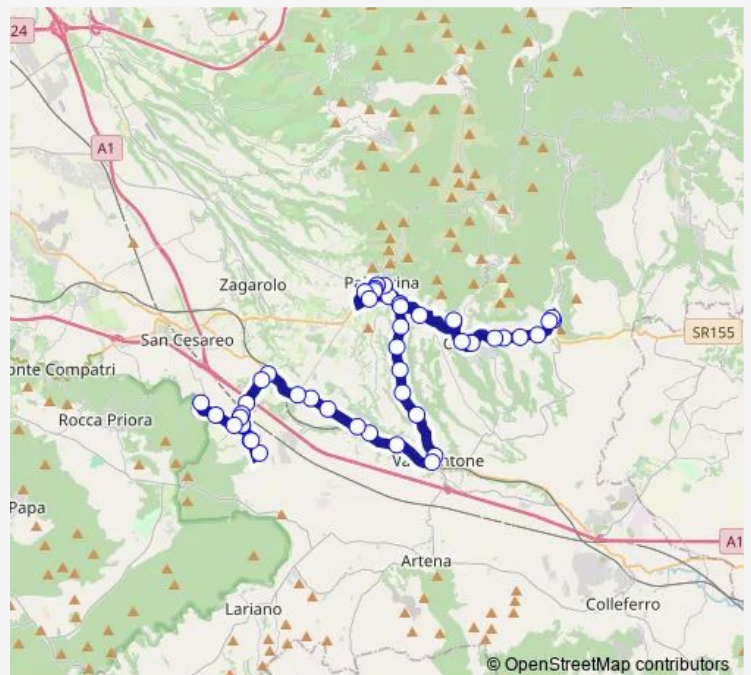 24
A1
Zagarolo
San Cesareo
SR155
onte Compatri
Rocca Priora
Papa
A1
Artena
Colleferro
Lariano
© OpenStreetMap contributors